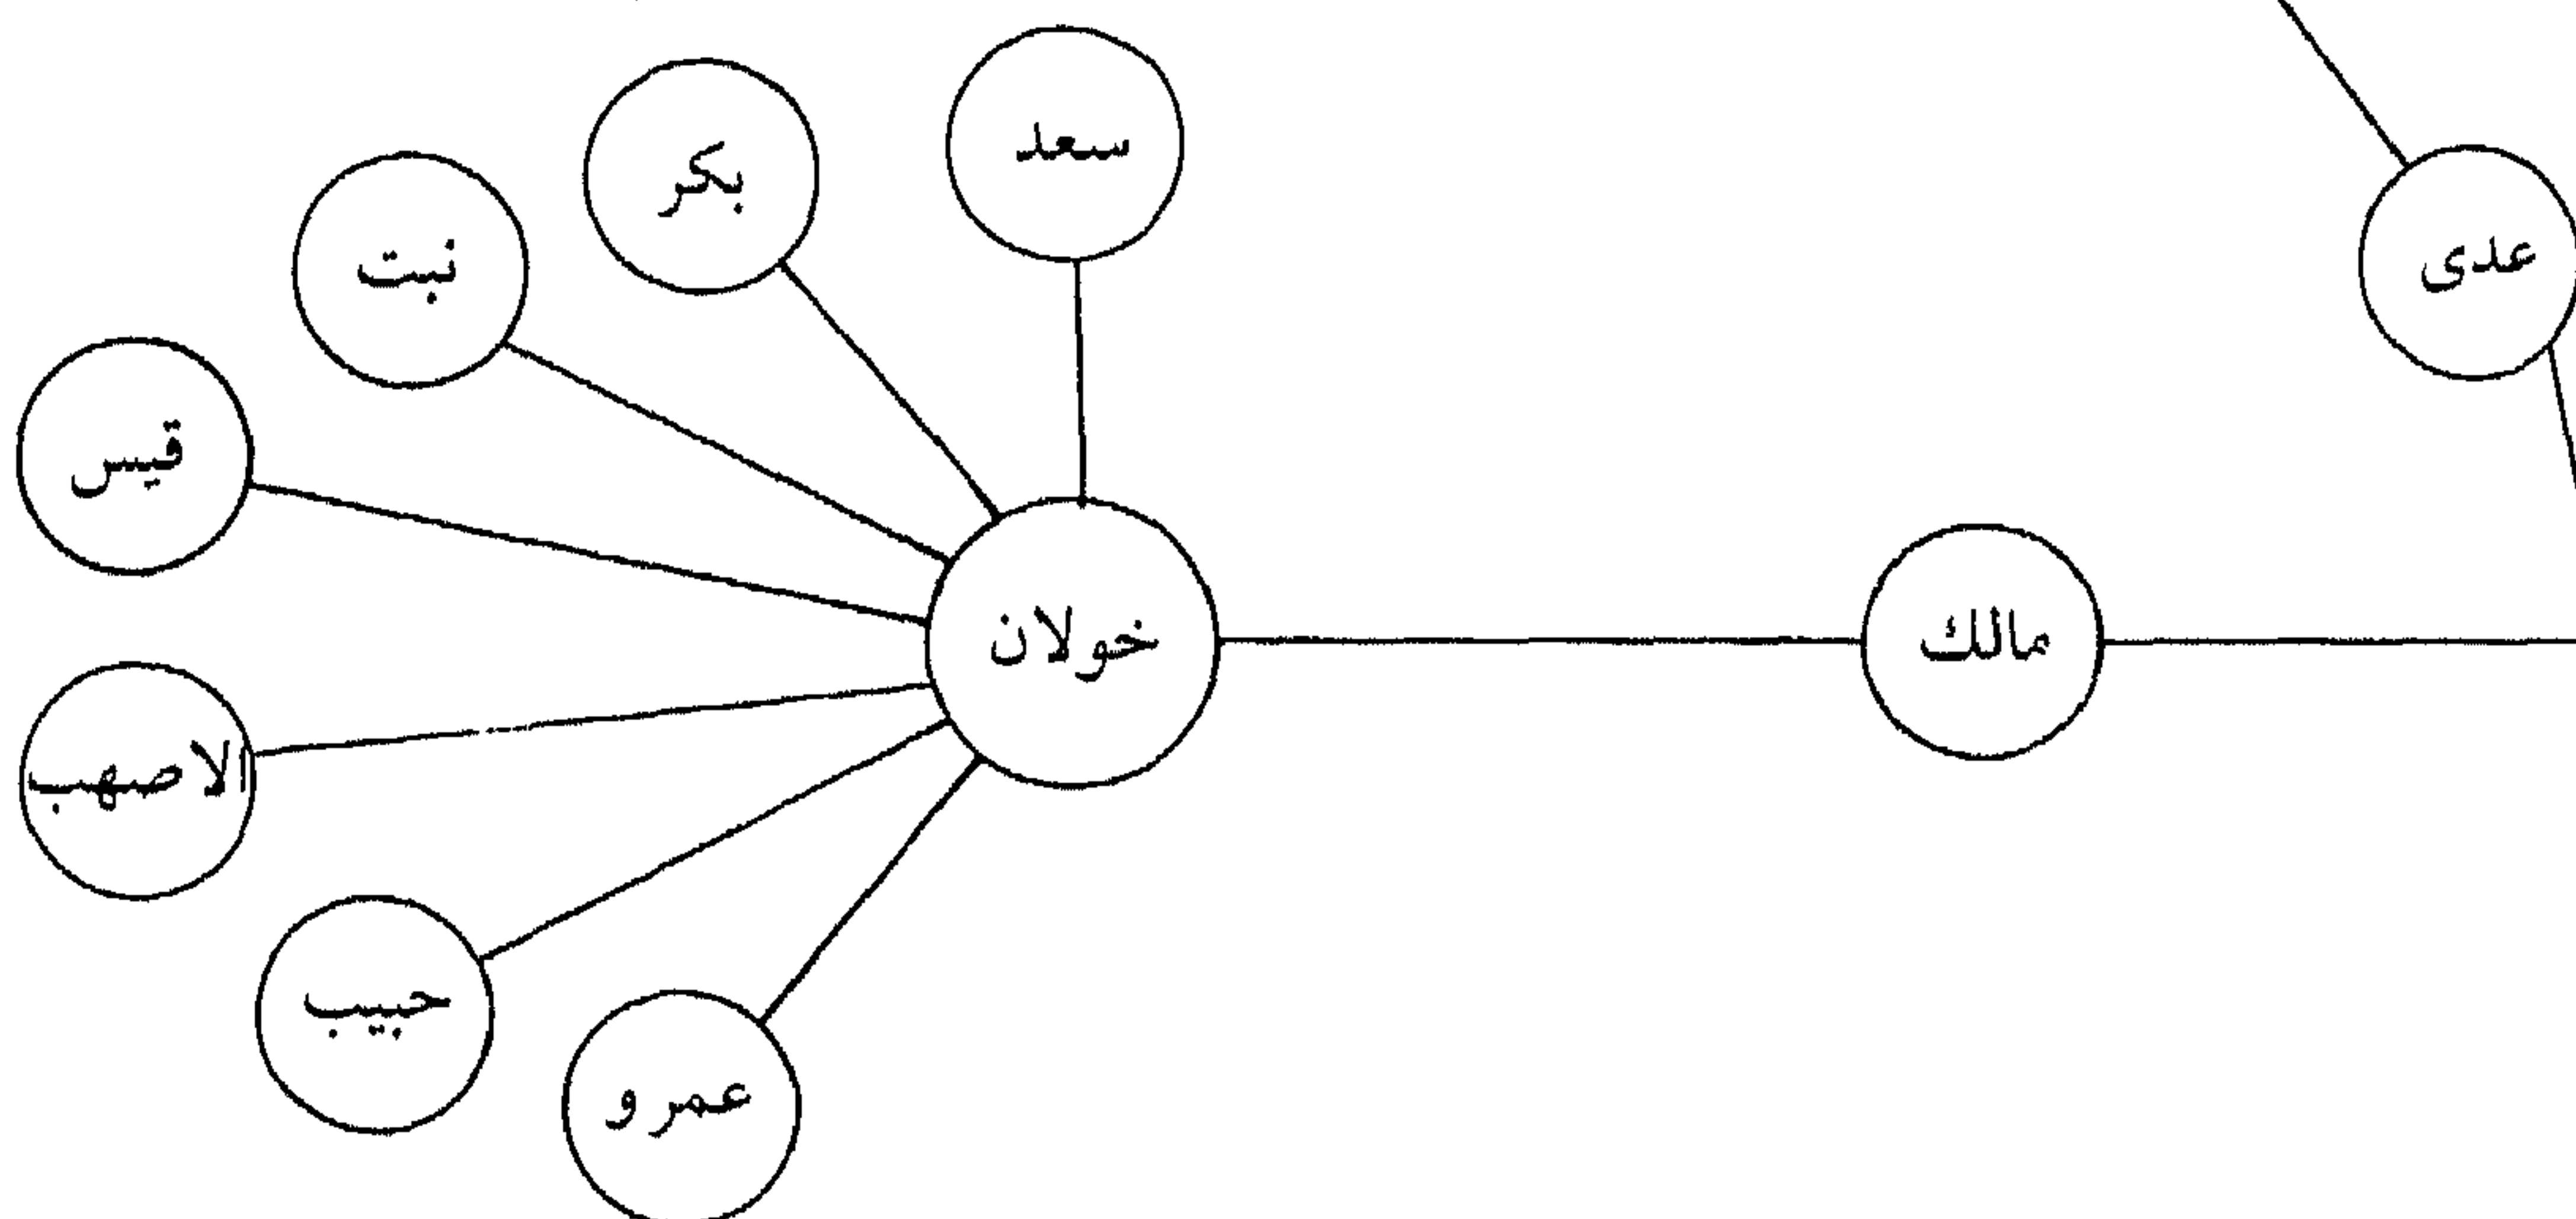 سعد
بكر
عدى
نبت
قيس
خولان
مالك
الاصهب
حبيب
عمرو